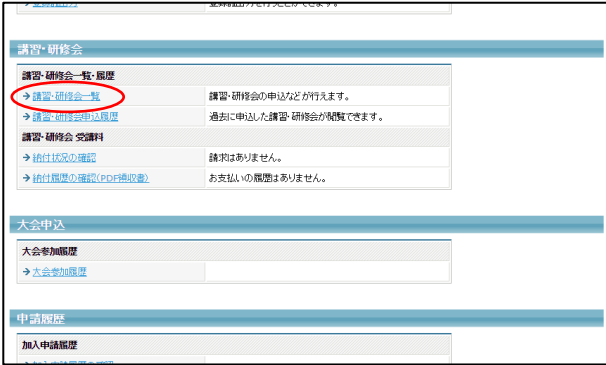 講習・研修会
講習・研修会一覧・履歴
→講習・研修会一覧 講習・研修会の申込などが行えます。
→講習・研修会申込履歴 過去に申込した講習・研修会が閲覧できます。
講習・研修会 受講料
→納付状況の確認 請求はありません。
→納付履歴の確認(PDF領収書) お支払いの履歴はありません。
大会申込
大会参加履歴
→大会参加履歴
申請履歴
加入申請履歴